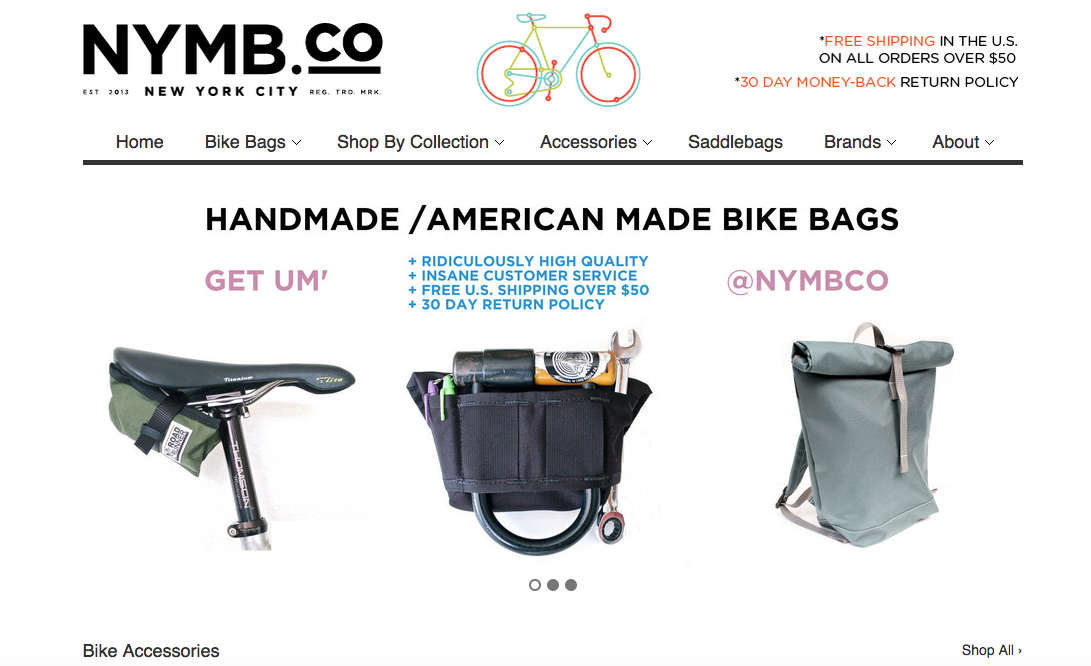 NYMB.CO
EST 2013 NEW YORK CITY REG. TRD. MRK.
*FREE SHIPPING IN THE U.S.
ON ALL ORDERS OVER $50
*30 DAY MONEY-BACK RETURN POLICY
Home Bike Bags Shop By Collection Accessories Saddlebags Brands About
HANDMADE /AMERICAN MADE BIKE BAGS
GET UM'
+ RIDICULOUSLY HIGH QUALITY
+ INSANE CUSTOMER SERVICE
+ FREE U.S. SHIPPING OVER $50
+ 30 DAY RETURN POLICY
@NYMBCO
Titanium
Flite
ROAD
RUNNER
THOMSON
Bike Accessories
Shop All ›